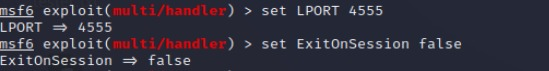 msf6 exploit(multi/handler) > set LPORT 4555
LPORT ⇒ 4555
msf6 exploit(multi/handler) > set ExitOnSession false
ExitOnSession ⇒ false